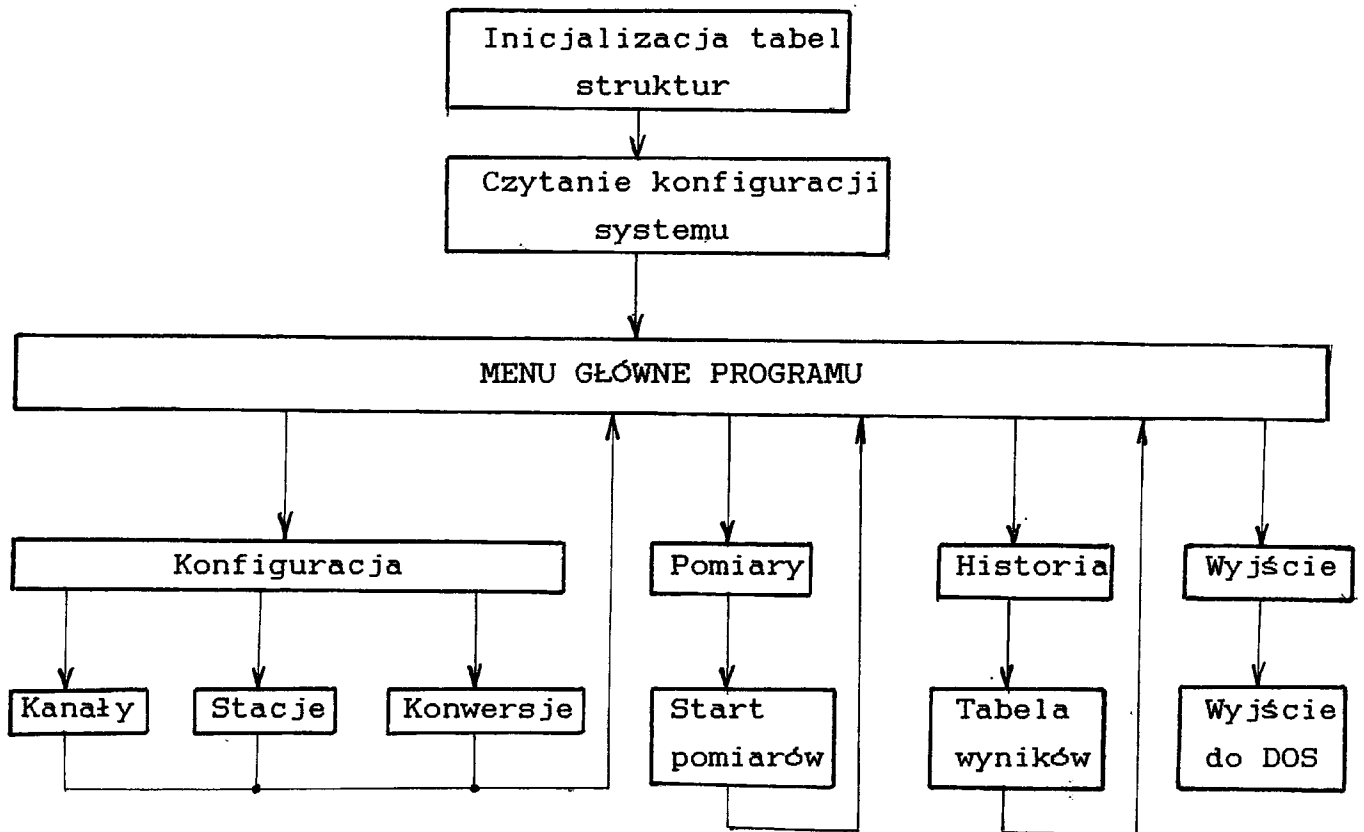 Inicjalizacja tabel
struktur
Czytanie konfiguracji
systemu
MENU GŁÓWNE PROGRAMU
Konfiguracja
Pomiary
Historia
Wyjście
Kanały
Stacje
Konwersje
Start
pomiarów
Tabela
wyników
Wyjście
do DOS